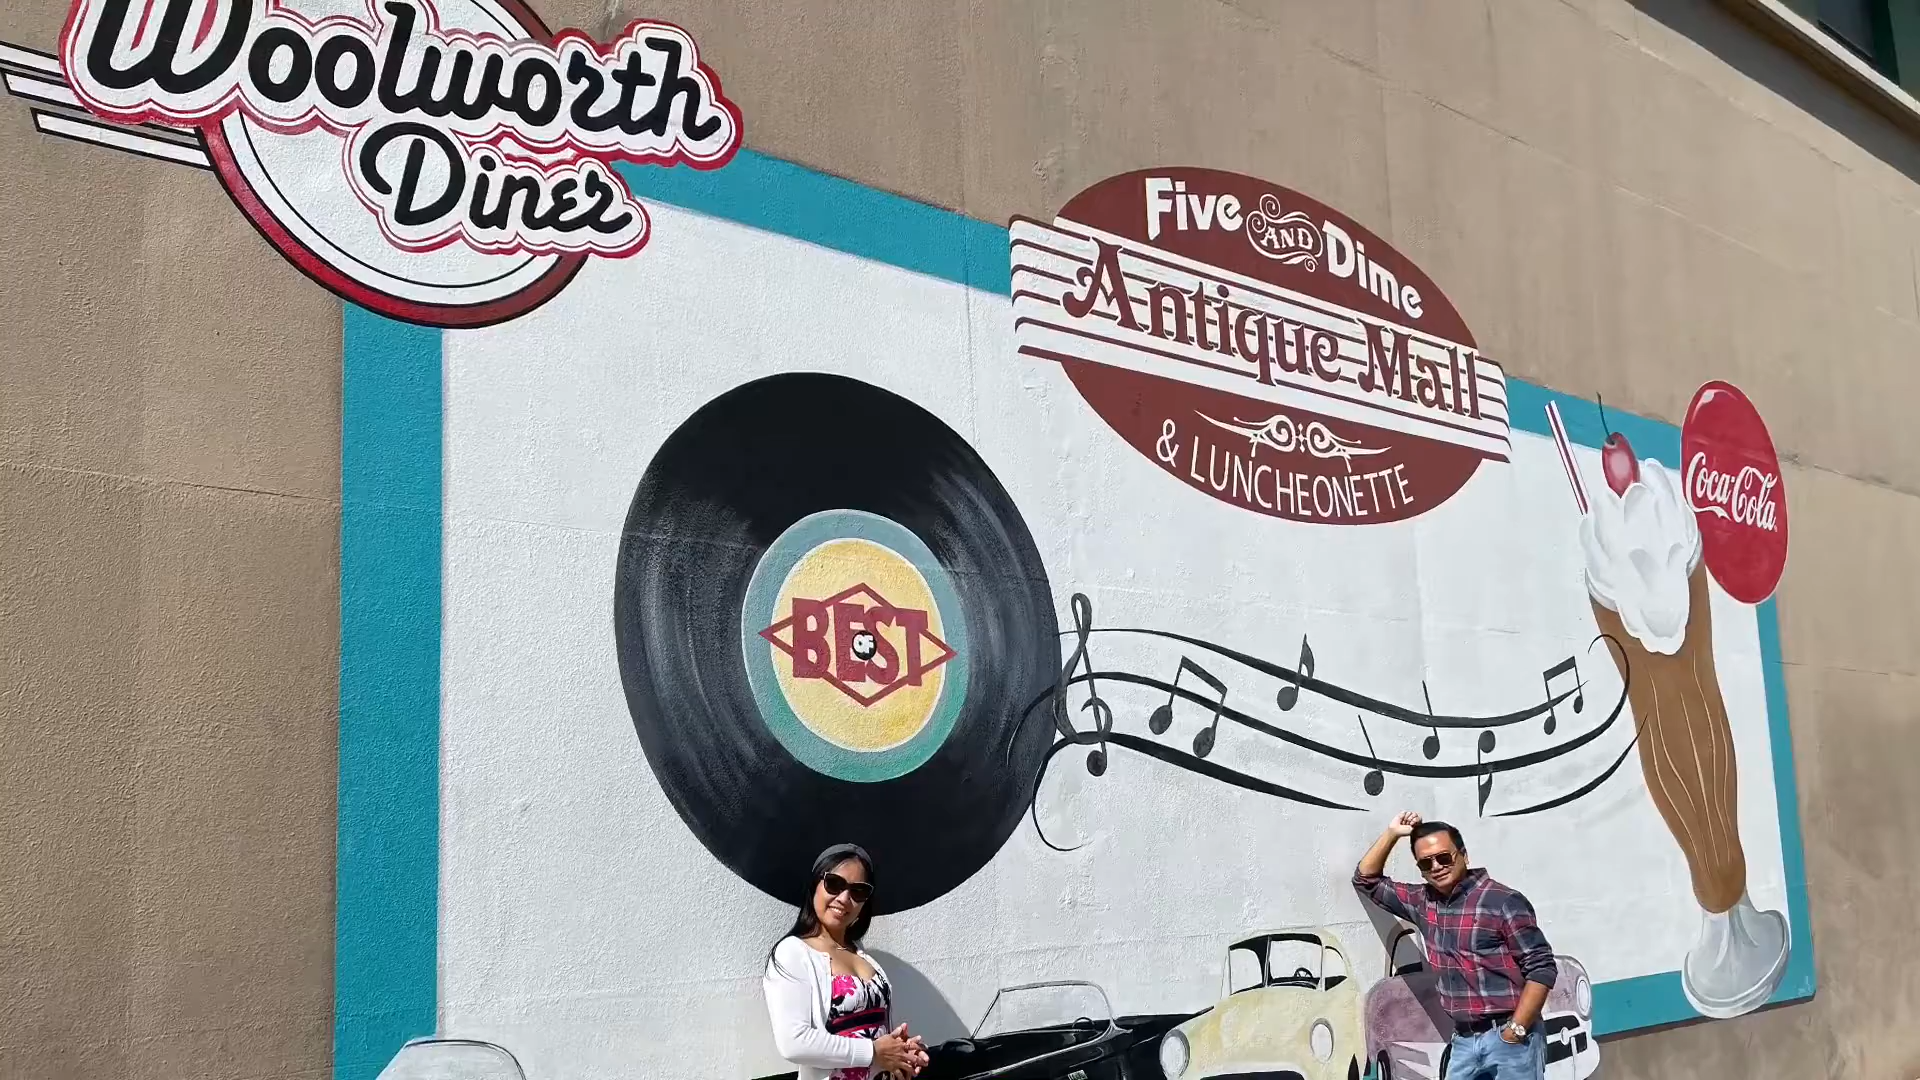 Woolworth
Diner
Five AND Dime
Antique Mall
& LUNCHEONETTE
Coca-Cola
BEST
OF